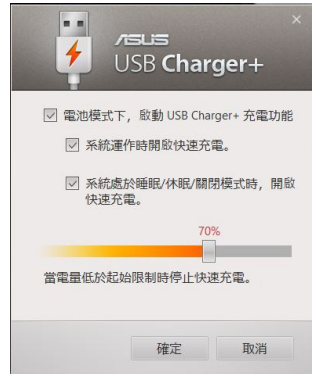 ASUS
USB Charger+
電池模式下，啟動 USB Charger+ 充電功能
系統運作時開啟快速充電。
系統處於睡眠/休眠/關閉模式時，開啟
快速充電。
70%
當電量低於起始限制時停止快速充電。
確定
取消